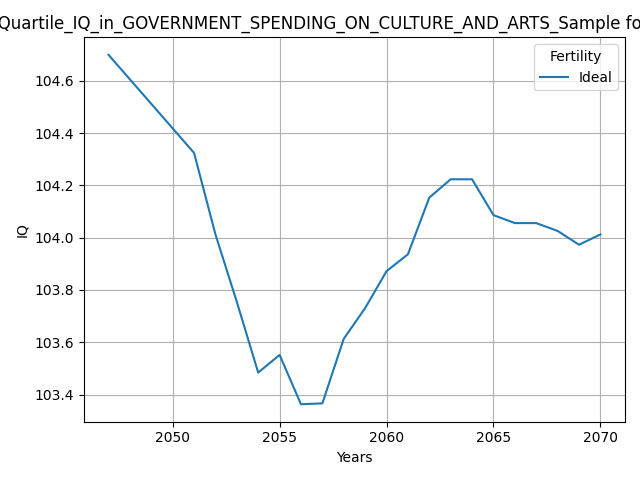 Quartile_IQ_in_GOVERNMENT_SPENDING_ON_CULTURE_AND_ARTS_Sample fo
Fertility
Ideal
104.6
104.4
104.2
104.0
103.8
103.6
103.4
IQ
2050 2055 2060 2065 2070
Years